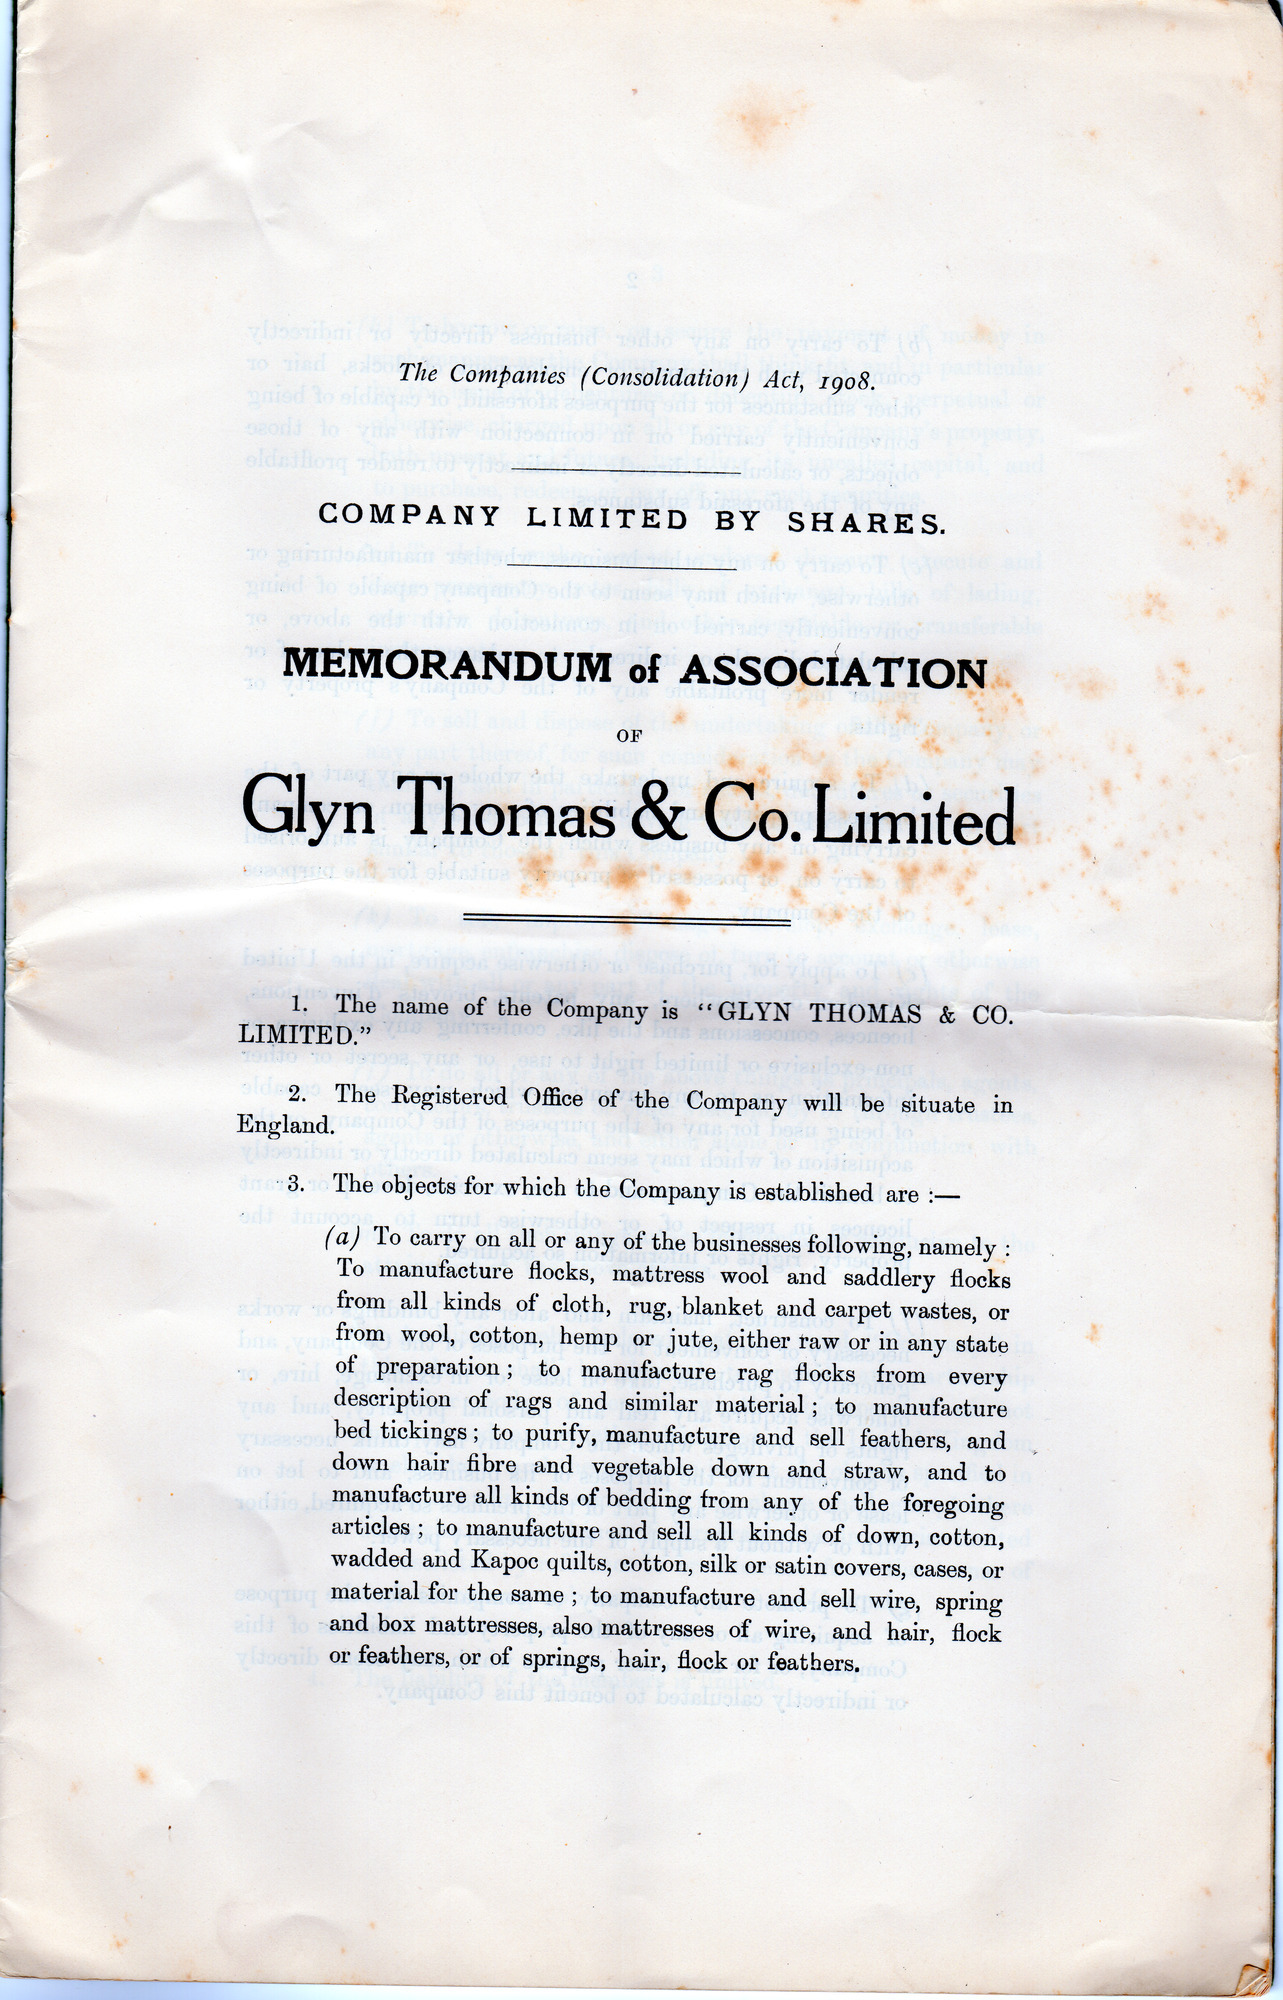 The Companies (Consolidation) Act, 1908.
COMPANY LIMITED BY SHARES.
MEMORANDUM of ASSOCIATION
OF
Glyn Thomas & Co. Limited
1. The name of the Company is "GLYN THOMAS & CO.
LIMITED."
2. The Registered Office of the Company will be situate in
England.
3. The objects for which the Company is established are :—
(a) To carry on all or any of the businesses following, namely :
To manufacture flocks, mattress wool and saddlery flocks
from all kinds of cloth, rug, blanket and carpet wastes, or
from wool, cotton, hemp or jute, either raw or in any state
of preparation ; to manufacture rag flocks from every
description of rags and similar material ; to manufacture
bed tickings ; to purify, manufacture and sell feathers, and
down hair fibre and vegetable down and straw, and to
manufacture all kinds of bedding from any of the foregoing
articles ; to manufacture and sell all kinds of down, cotton,
wadded and Kapoc quilts, cotton, silk or satin covers, cases, or
material for the same ; to manufacture and sell wire, spring
and box mattresses, also mattresses of wire, and hair, flock
or feathers, or of springs, hair, flock or feathers.